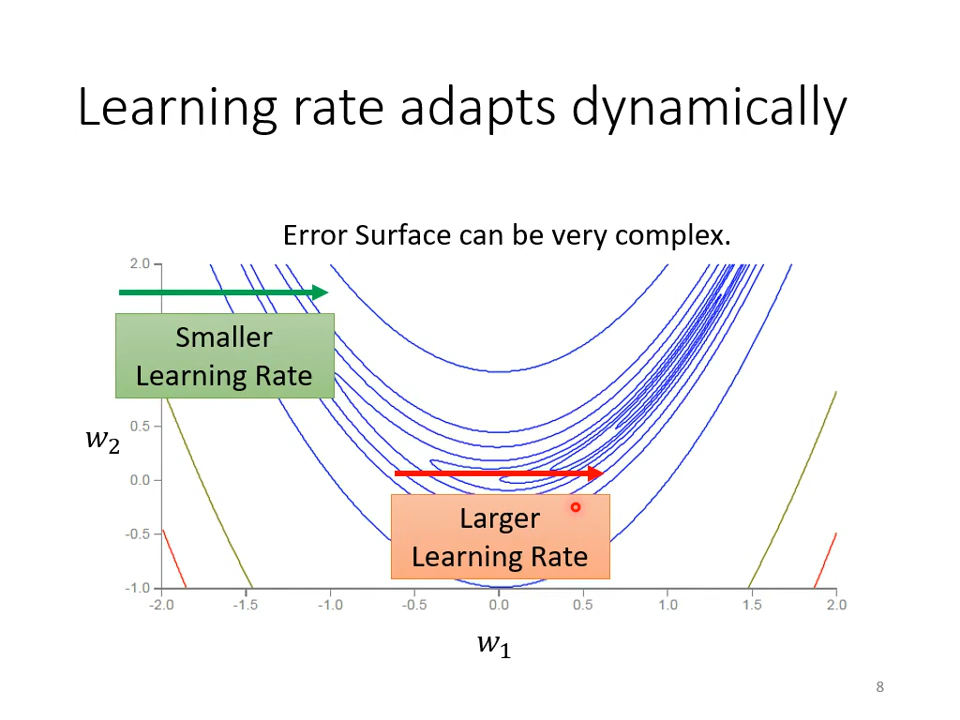 Learning rate adapts dynamically
Error Surface can be very complex.
2.0
Smaller
Learning Rate
w₂
0.5
0.0
-0.5
-1.0
Larger
Learning Rate
-2.0 -1.5 -1.0 -0.5 0.0 0.5 1.0 1.5 2.0
w₁
8